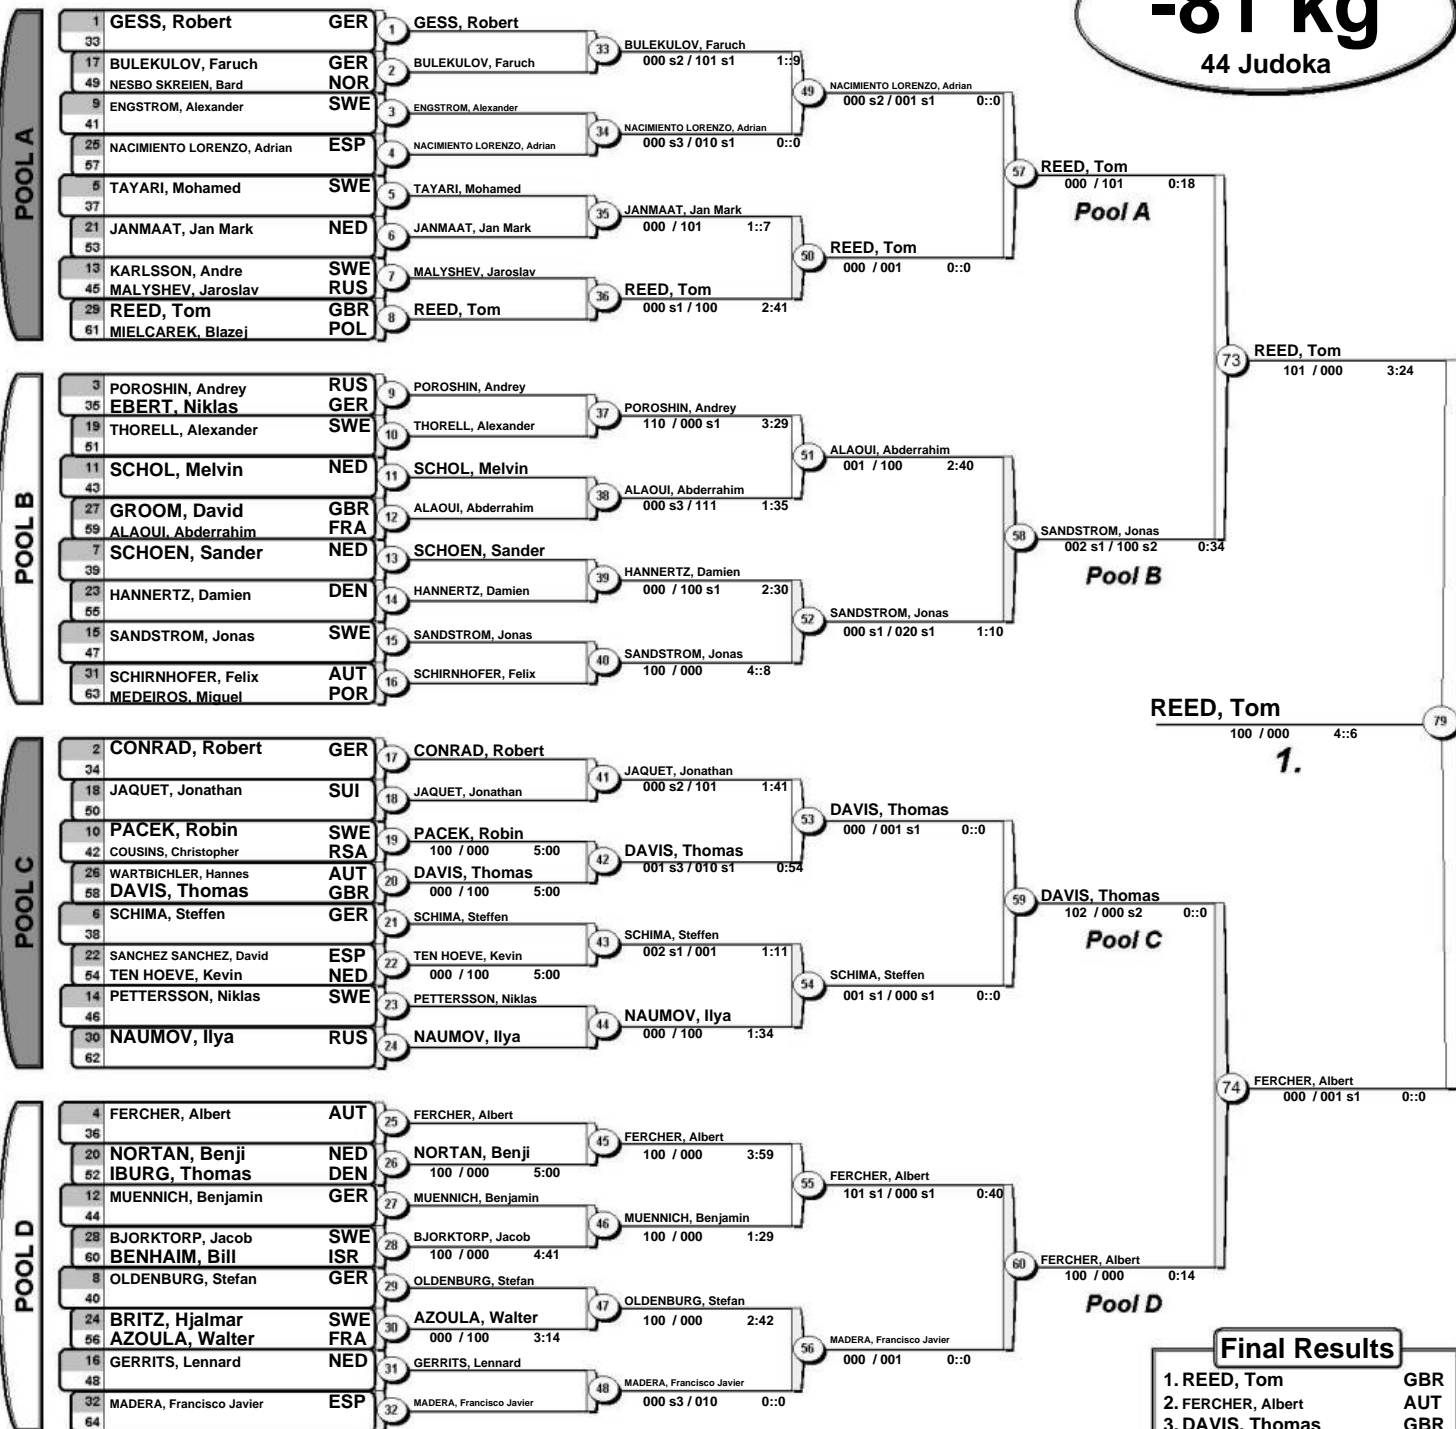 -81 kg
44 Judoka
POOL A
1 GESS, Robert GER
33
17 BULEKULOV, Faruch GER
49 NESBO SKREIEN, Bard NOR
9 ENGSTROM, Alexander SWE
41
25 NACIMIENTO LORENZO, Adrian ESP
57
5 TAYARI, Mohamed SWE
37
21 JANMAAT, Jan Mark NED
53
13 KARLSSON, Andre SWE
45 MALYSHEV, Jaroslav RUS
29 REED, Tom GBR
61 MIELCAREK, Blazej POL
1 GESS, Robert
2 BULEKULOV, Faruch
3 ENGSTROM, Alexander
4 NACIMIENTO LORENZO, Adrian
5 TAYARI, Mohamed
6 JANMAAT, Jan Mark
7 MALYSHEV, Jaroslav
8 REED, Tom
33 BULEKULOV, Faruch
000 s2 / 101 s1 1::9
34 NACIMIENTO LORENZO, Adrian
000 s3 / 010 s1 0::0
35 JANMAAT, Jan Mark
000 / 101 1::7
36 REED, Tom
000 s1 / 100 2:41
49 NACIMIENTO LORENZO, Adrian
000 s2 / 001 s1 0::0
50 REED, Tom
000 / 001 0::0
57 REED, Tom
000 / 101 0:18
Pool A
POOL B
3 POROSHIN, Andrey RUS
35 EBERT, Niklas GER
19 THORELL, Alexander SWE
51
11 SCHOL, Melvin NED
43
27 GROOM, David GBR
59 ALAOUI, Abderrahim FRA
7 SCHOEN, Sander NED
39
23 HANNERTZ, Damien DEN
55
15 SANDSTROM, Jonas SWE
47
31 SCHIRNHOFER, Felix AUT
63 MEDEIROS, Miguel POR
9 POROSHIN, Andrey
10 THORELL, Alexander
11 SCHOL, Melvin
12 ALAOUI, Abderrahim
13 SCHOEN, Sander
14 HANNERTZ, Damien
15 SANDSTROM, Jonas
16 SCHIRNHOFER, Felix
37 POROSHIN, Andrey
110 / 000 s1 3:29
38 ALAOUI, Abderrahim
000 s3 / 111 1:35
39 HANNERTZ, Damien
000 / 100 s1 2:30
40 SANDSTROM, Jonas
100 / 000 4::8
51 ALAOUI, Abderrahim
001 / 100 2:40
52 SANDSTROM, Jonas
000 s1 / 020 s1 1:10
58 SANDSTROM, Jonas
002 s1 / 100 s2 0:34
Pool B
73 REED, Tom
101 / 000 3:24
REED, Tom 79
100 / 000 4::6
1.
POOL C
2 CONRAD, Robert GER
34
18 JAQUET, Jonathan SUI
50
10 PACEK, Robin SWE
42 COUSINS, Christopher RSA
26 WARTBICHLER, Hannes AUT
58 DAVIS, Thomas GBR
6 SCHIMA, Steffen GER
38
22 SANCHEZ SANCHEZ, David ESP
54 TEN HOEVE, Kevin NED
14 PETTERSSON, Niklas SWE
46
30 NAUMOV, Ilya RUS
62
17 CONRAD, Robert
18 JAQUET, Jonathan
19 PACEK, Robin
100 / 000 5:00
20 DAVIS, Thomas
000 / 100 5:00
21 SCHIMA, Steffen
22 TEN HOEVE, Kevin
000 / 100 5:00
23 PETTERSSON, Niklas
24 NAUMOV, Ilya
41 JAQUET, Jonathan
000 s2 / 101 1:41
42 DAVIS, Thomas
001 s3 / 010 s1 0:54
43 SCHIMA, Steffen
002 s1 / 001 1:11
44 NAUMOV, Ilya
000 / 100 1:34
53 DAVIS, Thomas
000 / 001 s1 0::0
54 SCHIMA, Steffen
001 s1 / 000 s1 0::0
59 DAVIS, Thomas
102 / 000 s2 0::0
Pool C
POOL D
4 FERCHER, Albert AUT
36
20 NORTAN, Benji NED
52 IBURG, Thomas DEN
12 MUENNICH, Benjamin GER
44
28 BJORKTORP, Jacob SWE
60 BENHAIM, Bill ISR
8 OLDENBURG, Stefan GER
40
24 BRITZ, Hjalmar SWE
56 AZOULA, Walter FRA
16 GERRITS, Lennard NED
48
32 MADERA, Francisco Javier ESP
64
25 FERCHER, Albert
26 NORTAN, Benji
100 / 000 5:00
27 MUENNICH, Benjamin
28 BJORKTORP, Jacob
100 / 000 4:41
29 OLDENBURG, Stefan
30 AZOULA, Walter
000 / 100 3:14
31 GERRITS, Lennard
32 MADERA, Francisco Javier
45 FERCHER, Albert
100 / 000 3:59
46 MUENNICH, Benjamin
100 / 000 1:29
47 OLDENBURG, Stefan
100 / 000 2:42
48 MADERA, Francisco Javier
000 s3 / 010 0::0
55 FERCHER, Albert
101 s1 / 000 s1 0:40
56 MADERA, Francisco Javier
000 / 001 0::0
60 FERCHER, Albert
100 / 000 0:14
Pool D
74 FERCHER, Albert
000 / 001 s1 0::0
Final Results
1. REED, Tom GBR
2. FERCHER, Albert AUT
3. DAVIS, Thomas GBR